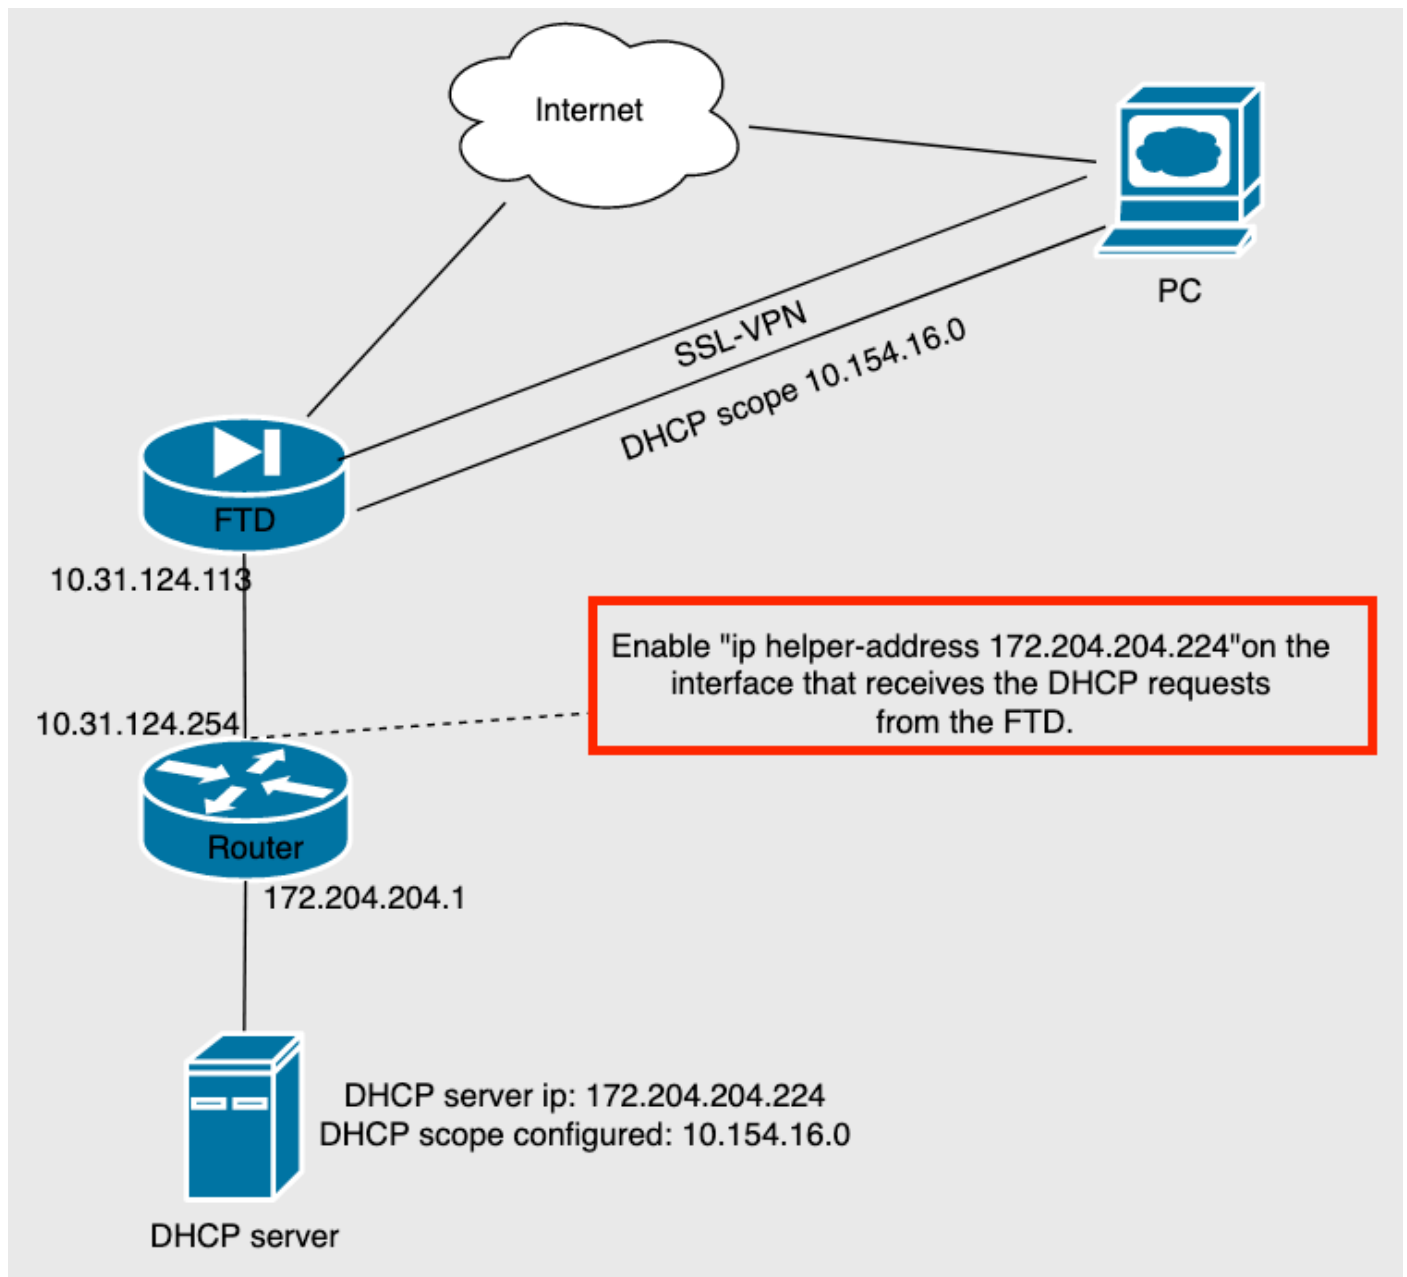 Internet
PC
SSL-VPN
DHCP scope 10.154.16.0
FTD
10.31.124.113
Enable "ip helper-address 172.204.204.224"on the
interface that receives the DHCP requests
from the FTD.
10.31.124.254
Router
172.204.204.1
DHCP server ip: 172.204.204.224
DHCP scope configured: 10.154.16.0
DHCP server